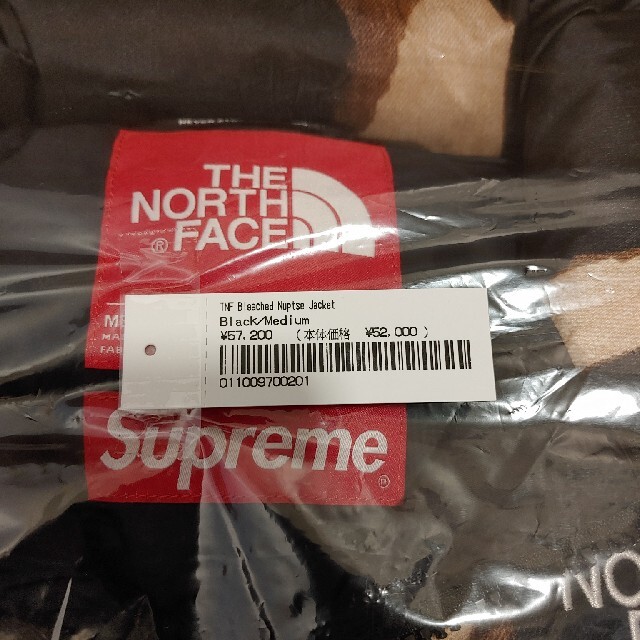 THE
NORTH
FACE
®
TNF Bleached Nuptse Jacket
Black/Medium
¥57,200 (本体価格 ¥52,000 )
011009700201
Supreme
®
NO